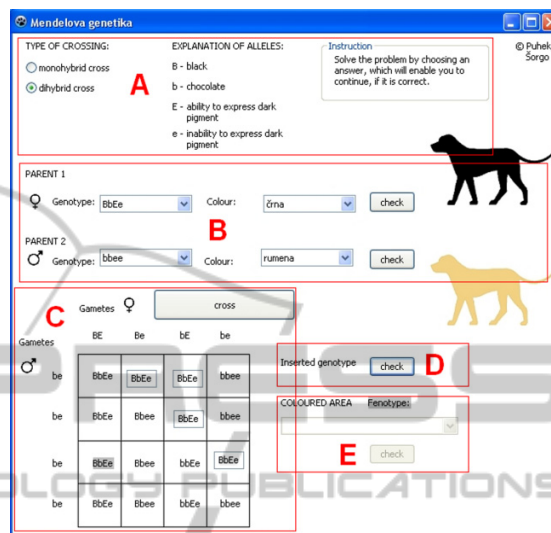 Mendelova genetika
TYPE OF CROSSING:
monohybrid cross
dihybrid cross
A
EXPLANATION OF ALLELES:
B - black
b - chocolate
E - ability to express dark
pigment
e - inability to express dark
pigment
Instruction
Solve the problem by choosing an
answer, which will enable you to
continue, if it is correct.
© Puhek
Šorgo
PARENT 1
♀ Genotype: BbEe Colour: črna check
B
PARENT 2
♂ Genotype: bbee Colour: rumena check
C
Gametes ♀ cross
BE Be bE be
Gametes
♂
be BbEe BbEe BbEe bbee
be BbEe Bbee BbEe bbee
be BbEe Bbee bbEe BbEe
be BbEe Bbee bbEe bbee
Inserted genotype check D
COLOURED AREA Fenotype:
E check
PRESS
OLOGY PUBLICATIONS